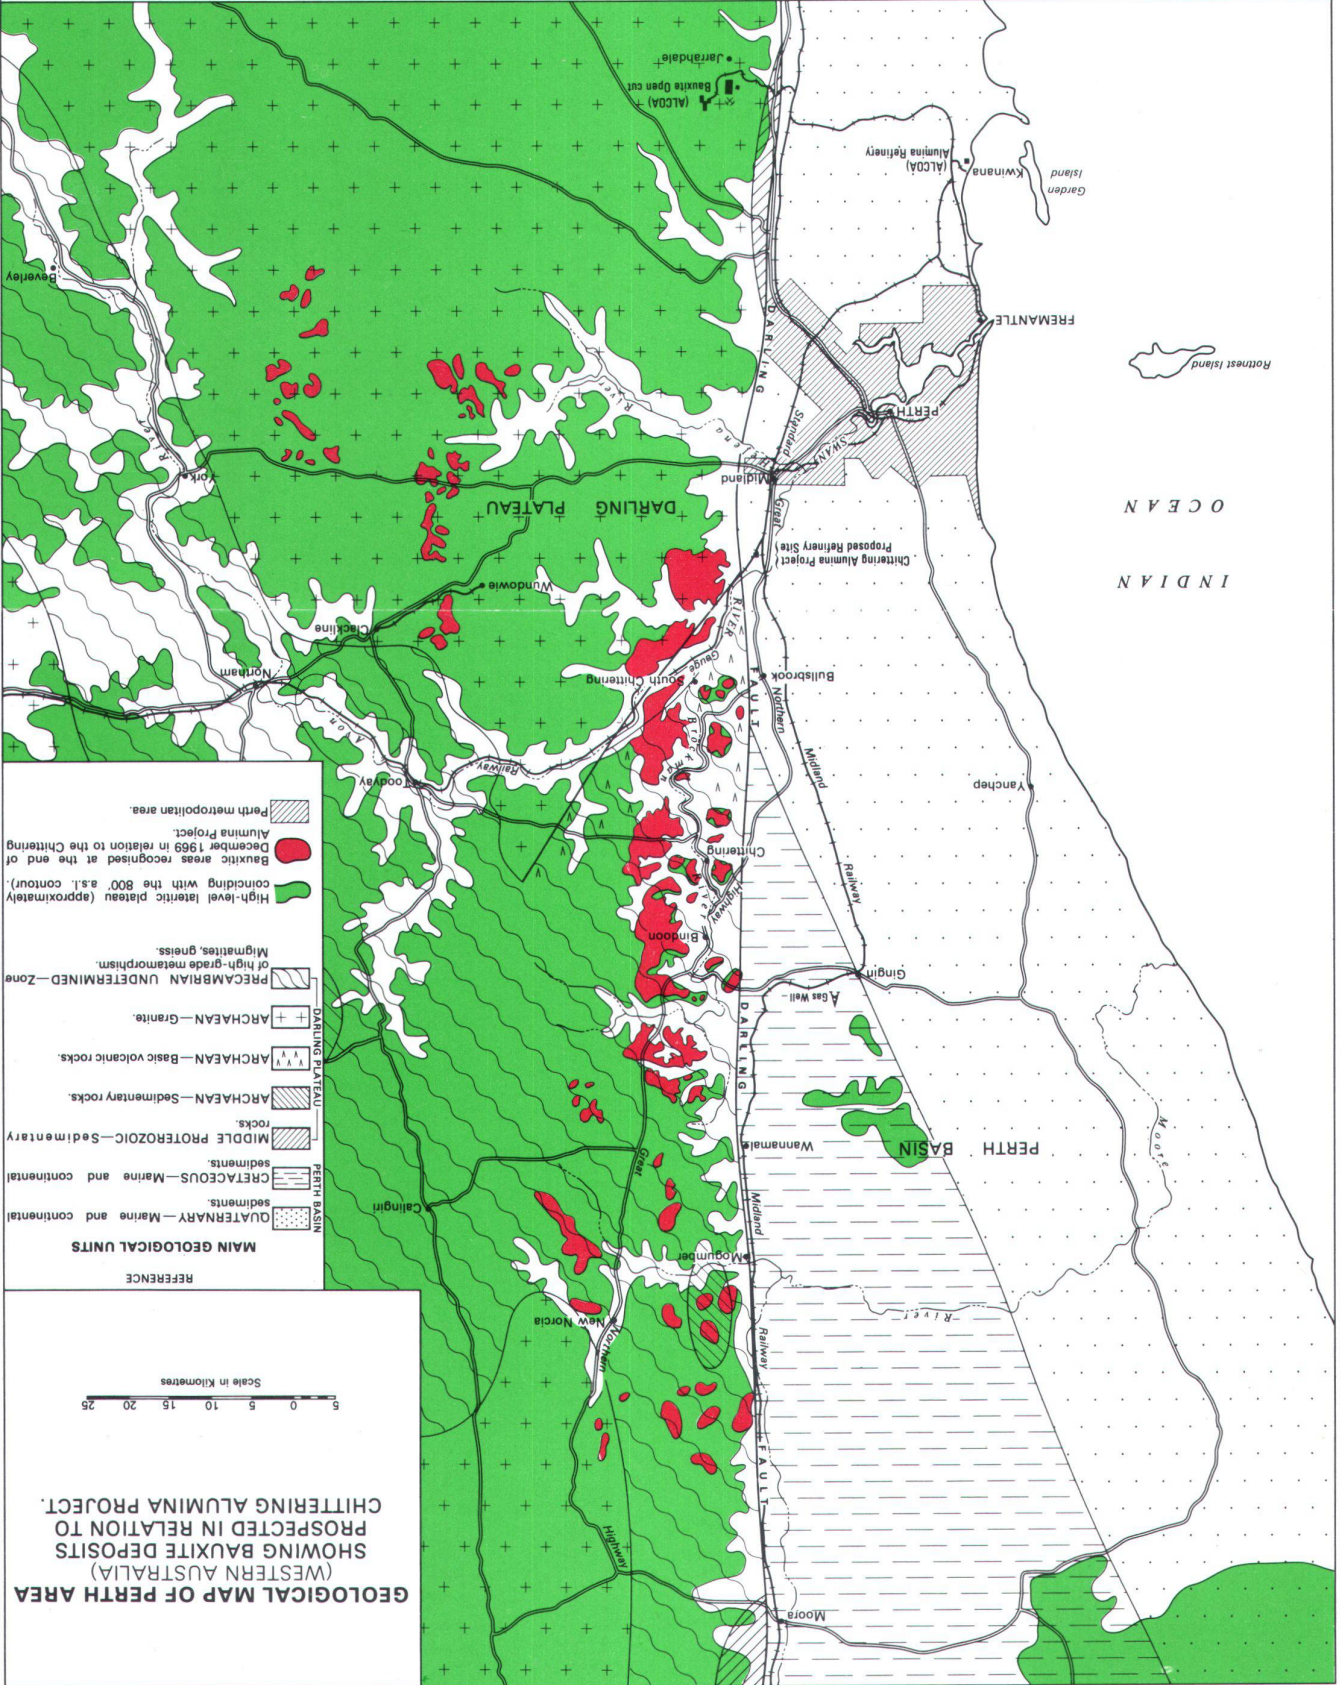 GEOLOGICAL MAP OF PERTH AREA
(WESTERN AUSTRALIA)
SHOWING BAUXITE DEPOSITS
PROSPECTED IN RELATION TO
CHITTERING ALUMINA PROJECT.
5 0 5 10 15 20 25
Scale in Kilometres
REFERENCE
MAIN GEOLOGICAL UNITS
PERTH BASIN
QUATERNARY—Marine and continental
sediments.
CRETACEOUS—Marine and continental
sediments.
DARLING PLATEAU
MIDDLE PROTEROZOIC—Sedimentary
rocks.
ARCHAEAN—Sedimentary rocks.
ARCHAEAN—Basic volcanic rocks.
ARCHAEAN—Granite.
PRECAMBRIAN UNDETERMINED—Zone
of high-grade metamorphism.
Migmatites, gneiss.
High-level lateritic plateau (approximately
coinciding with the 800' a.s.l. contour).
Bauxitic areas recognised at the end of
December 1969 in relation to the Chittering
Alumina Project.
Perth metropolitan area.
Moora
Highway
FAULT
Railway
New Norcia
Northern
River
Mogumber
Midland
Calingiri
Great
Wannamal
PERTH BASIN
Moore
DARLING
Gas Well
Gingin
Bindoon
Highway
River
Railway
Chittering
Yanchep
Toodyay
Railway
Midland
Brockman
Avon
Northern
FAULT
Northam
Bullsbrook
South Chittering
Gauge
RIVER
Clackline
Wundowie
INDIAN
OCEAN
Chittering Alumina Project
Proposed Refinery Site
Great
DARLING PLATEAU
Midland
York
River
SWAN
Standard
Helena
River
PERTH
Rottnest Island
DARLING
FREMANTLE
Beverley
Garden
Island
Kwinana
(ALCOA)
Alumina Refinery
(ALCOA)
Bauxite Open cut
Jarrahdale